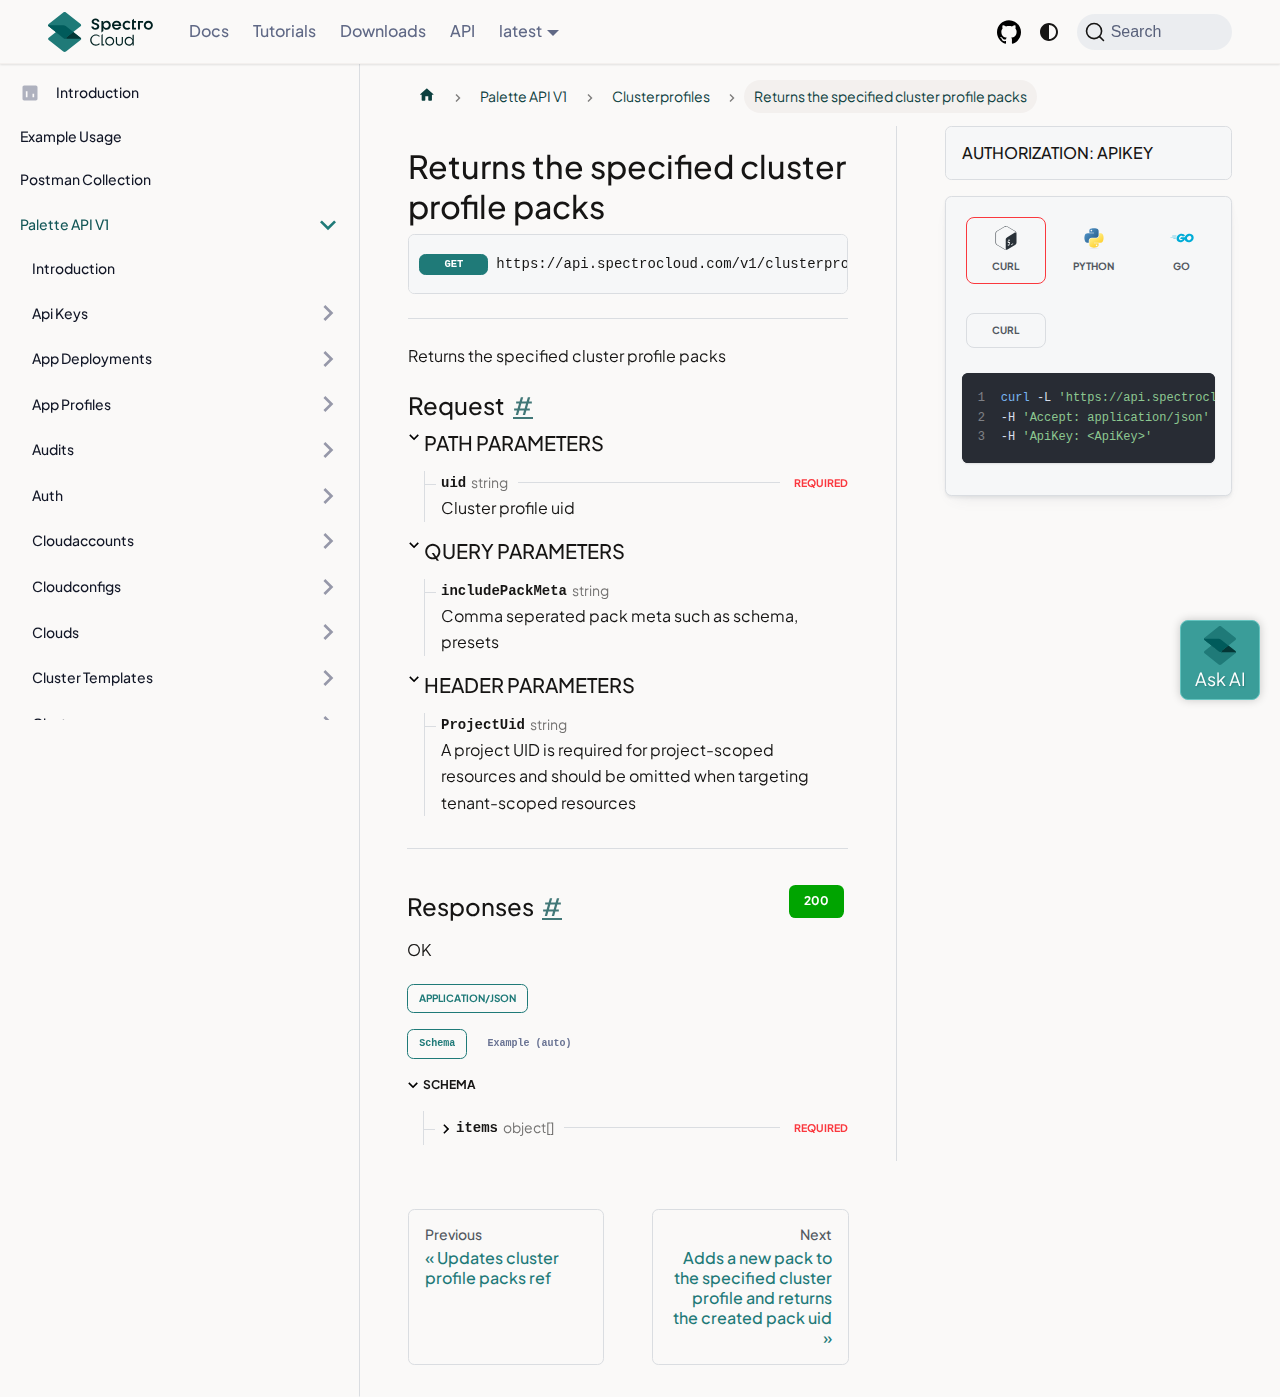 Spectro Cloud
Docs
Tutorials
Downloads
API
latest
Search
Introduction
Example Usage
Postman Collection
Palette API V1
Introduction
Api Keys
App Deployments
App Profiles
Audits
Auth
Cloudaccounts
Cloudconfigs
Clouds
Cluster Templates
Palette API V1
Clusterprofiles
Returns the specified cluster profile packs
Returns the specified cluster
profile packs
GET https://api.spectrocloud.com/v1/clusterpro
Returns the specified cluster profile packs
Request #
PATH PARAMETERS
uid string REQUIRED
Cluster profile uid
QUERY PARAMETERS
includePackMeta string
Comma seperated pack meta such as schema,
presets
HEADER PARAMETERS
ProjectUid string
A project UID is required for project-scoped
resources and should be omitted when targeting
tenant-scoped resources
Responses #
200
OK
APPLICATION/JSON
Schema
Example (auto)
SCHEMA
items object[] REQUIRED
Previous
« Updates cluster
profile packs ref
Next
Adds a new pack to
the specified cluster
profile and returns
the created pack uid
»
AUTHORIZATION: APIKEY
CURL
PYTHON
GO
CURL
1 curl -L 'https://api.spectrocl
2 -H 'Accept: application/json'
3 -H 'ApiKey: <ApiKey>'
Ask AI